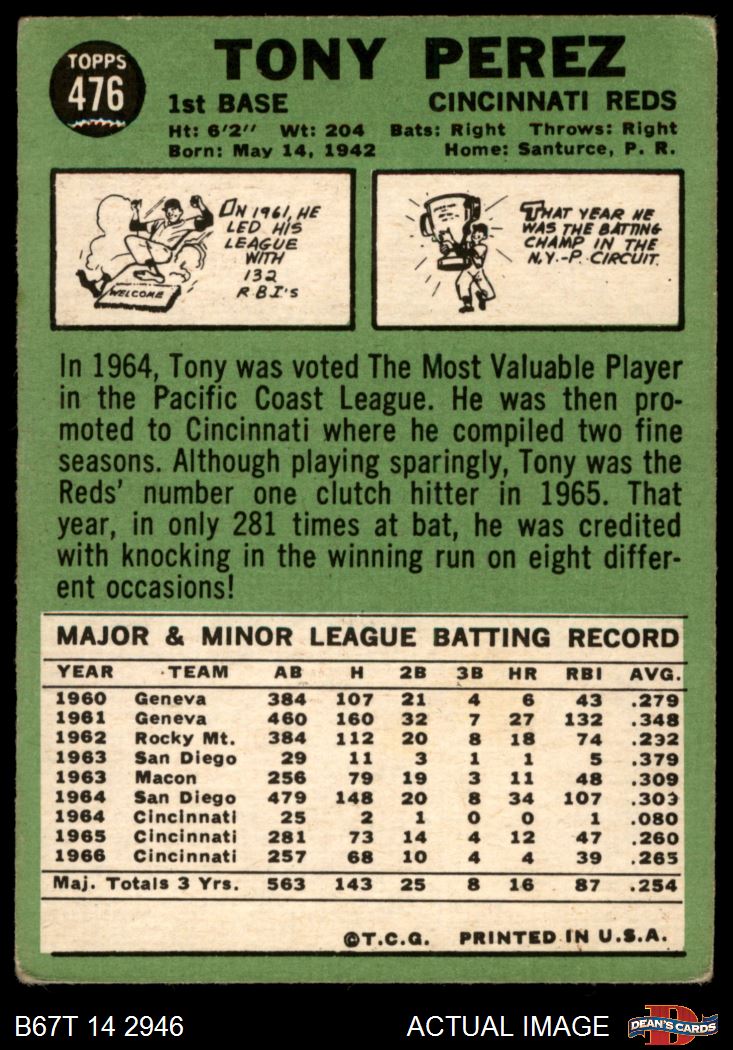 TOPPS
476
TONY PEREZ
1st BASE CINCINNATI REDS
Ht: 6'2" Wt: 204 Bats: Right Throws: Right
Born: May 14, 1942 Home: Santurce, P. R.
ON 1961, HE
LED HIS
LEAGUE
WITH
132
R.B.I'S
WELCOME
THAT YEAR HE
WAS THE BATTING
CHAMP IN THE
N.Y.-P. CIRCUIT.
In 1964, Tony was voted The Most Valuable Player
in the Pacific Coast League. He was then pro-
moted to Cincinnati where he compiled two fine
seasons. Although playing sparingly, Tony was the
Reds' number one clutch hitter in 1965. That
year, in only 281 times at bat, he was credited
with knocking in the winning run on eight differ-
ent occasions!
MAJOR & MINOR LEAGUE BATTING RECORD
YEAR TEAM AB H 2B 3B HR RBI AVG.
1960 Geneva 384 107 21 4 6 43 .279
1961 Geneva 460 160 32 7 27 132 .348
1962 Rocky Mt. 384 112 20 8 18 74 .232
1963 San Diego 29 11 3 1 1 5 .379
1963 Macon 256 79 19 3 11 48 .309
1964 San Diego 479 148 20 8 34 107 .303
1964 Cincinnati 25 2 1 0 0 1 .080
1965 Cincinnati 281 73 14 4 12 47 .260
1966 Cincinnati 257 68 10 4 4 39 .265
Maj. Totals 3 Yrs. 563 143 25 8 16 87 .254
©T.C.G. PRINTED IN U.S.A.
B67T 14 2946 ACTUAL IMAGE DEAN'S CARDS